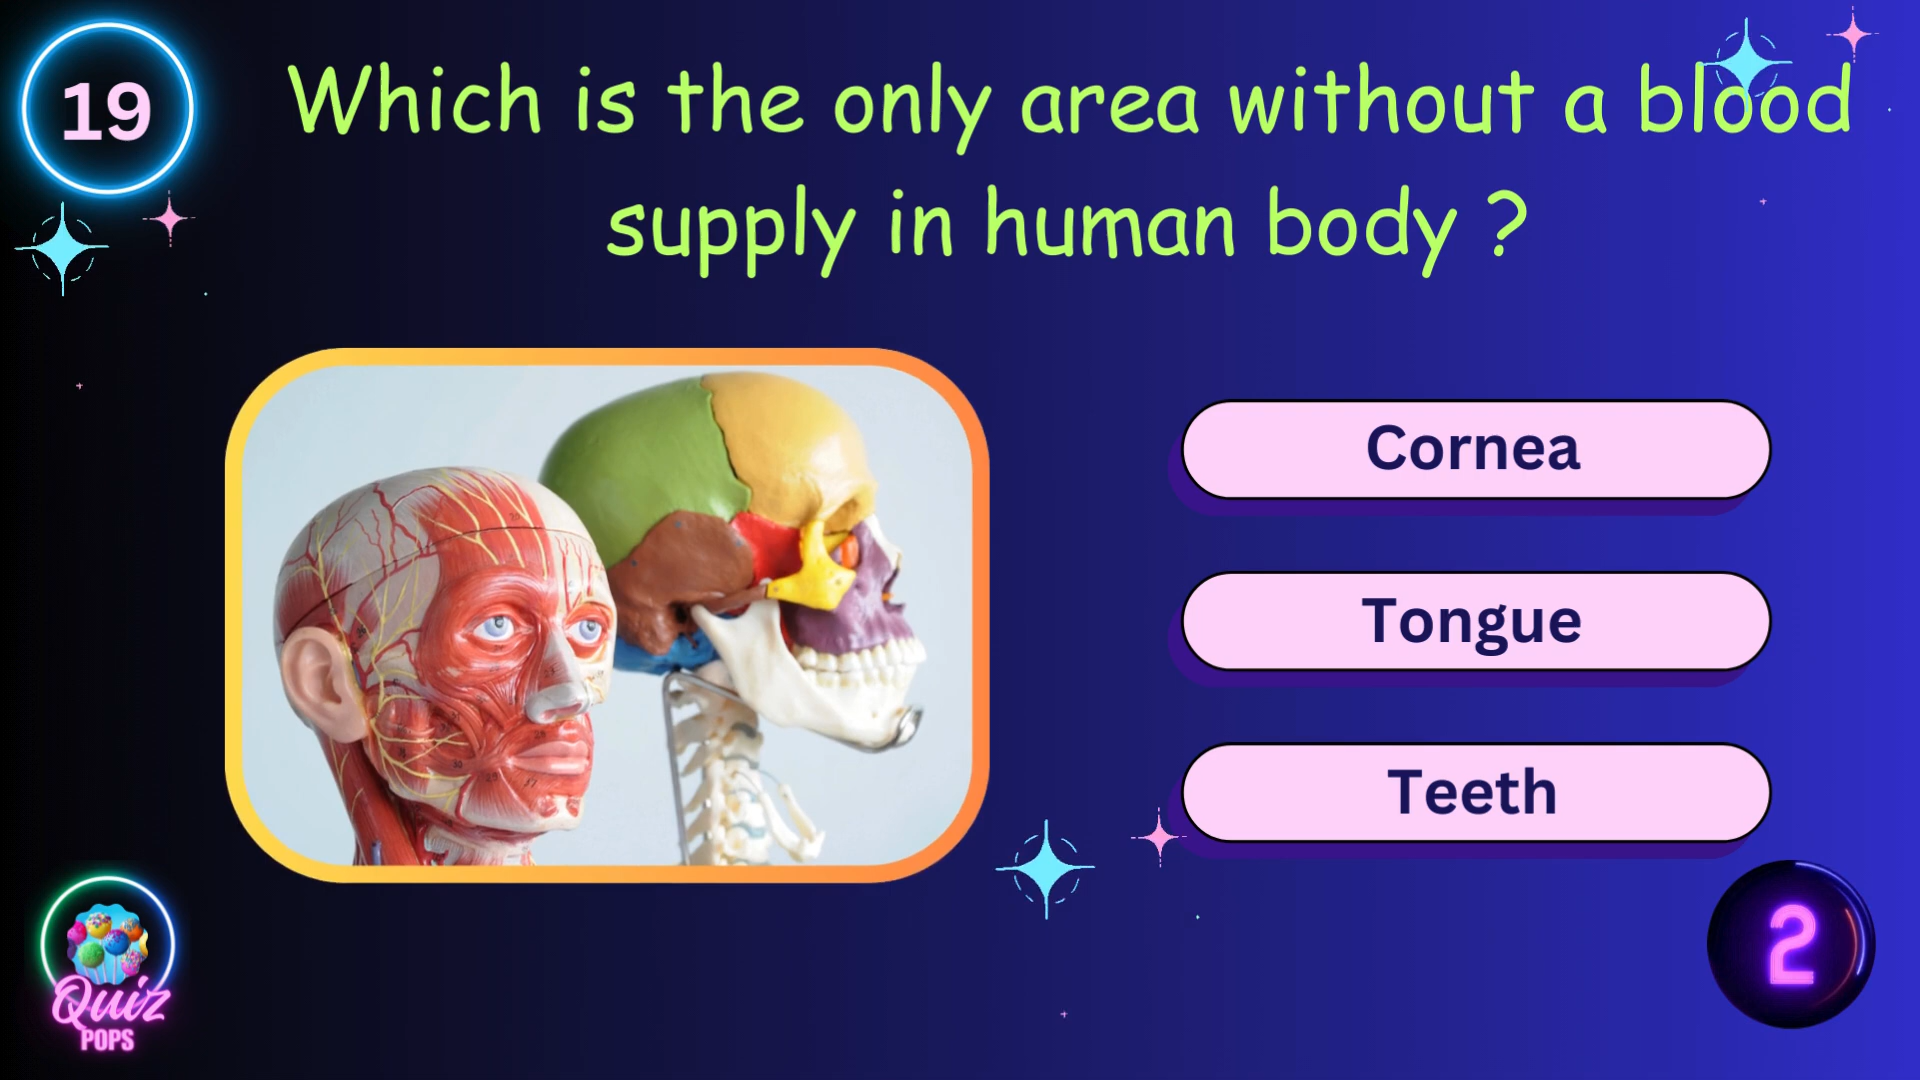 19
Which is the only area without a blood
supply in human body ?
Cornea
Tongue
Teeth
2
Quiz
POPS